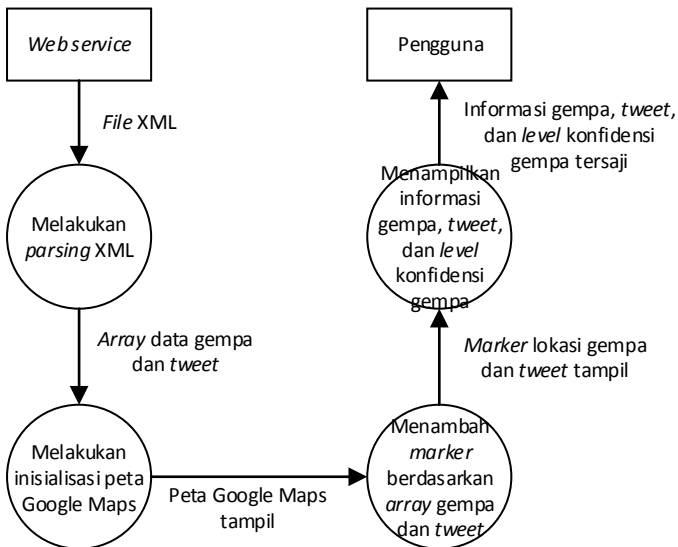 Web service
File XML
Melakukan
parsing XML
Array data gempa
dan tweet
Melakukan
inisialisasi peta
Google Maps
Peta Google Maps
tampil
Menambah
marker
berdasarkan
array gempa
dan tweet
Marker lokasi gempa
dan tweet tampil
Menampilkan
informasi
gempa, tweet,
dan level
konfidensi
gempa
Informasi gempa, tweet,
dan level konfidensi
gempa tersaji
Pengguna